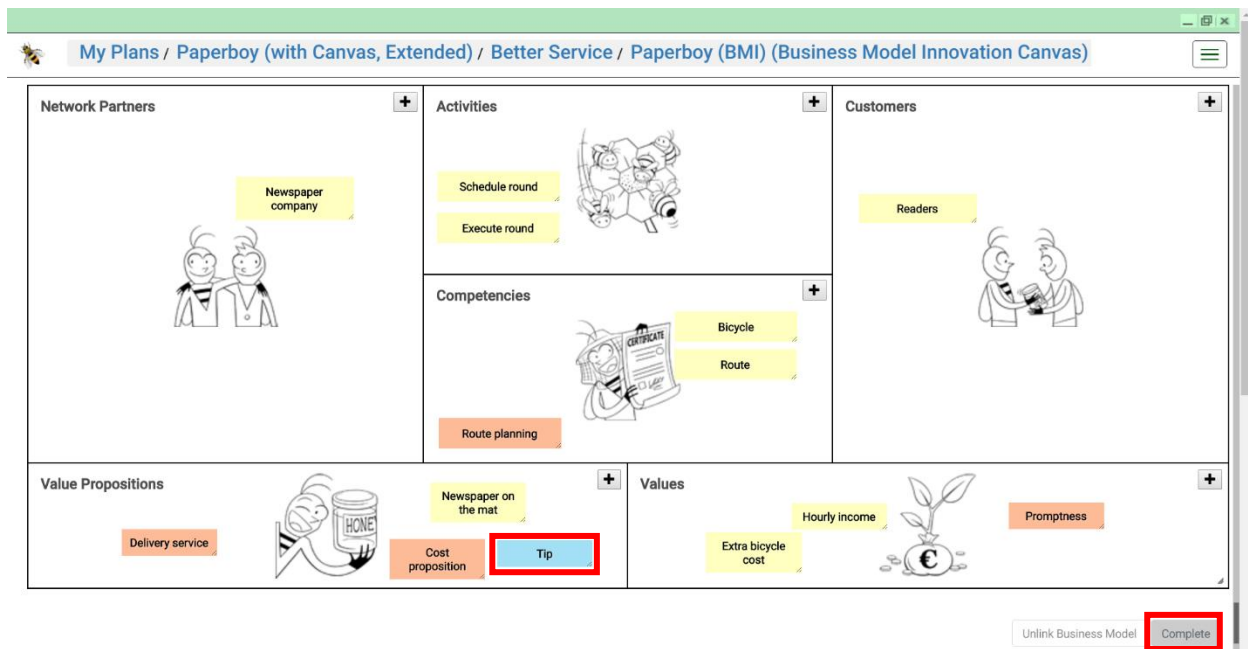 My Plans / Paperboy (with Canvas, Extended) / Better Service / Paperboy (BMI) (Business Model Innovation Canvas)
Network Partners
Newspaper
company
Activities
Schedule round
Execute round
Customers
Readers
Competencies
CERTIFICATE
Bicycle
Route
Route planning
Value Propositions
HONEY
Newspaper on
the mat
Delivery service
Cost
proposition
Tip
Values
Hourly income
Promptness
Extra bicycle
cost
€
Unlink Business Model
Complete